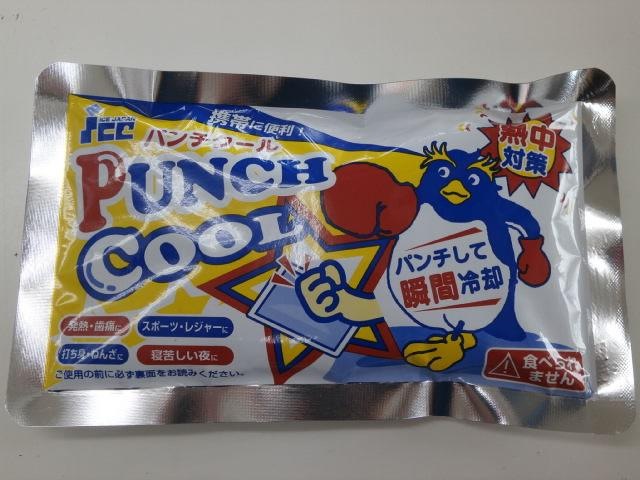 ICE JAPAN
JCC
携帯に便利!
パンチクール
PUNCH
COOL
熱中
対策
パンチして
瞬間冷却
発熱・歯痛に
スポーツ・レジャーに
打ち身・ねんざに
寝苦しい夜に
ご使用の前に必ず裏面をお読みください。
食べられ
ません